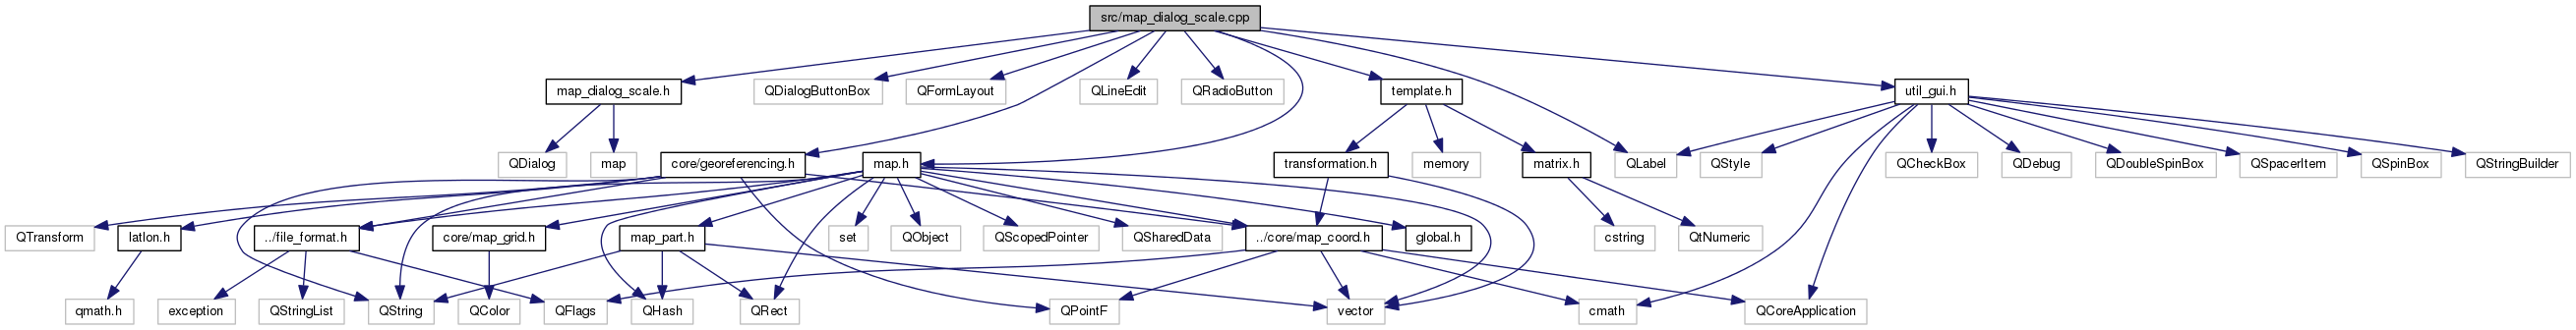 src/map_dialog_scale.cpp
map_dialog_scale.h
QDialogButtonBox
QFormLayout
QLineEdit
QRadioButton
template.h
util_gui.h
QDialog
map
core/georeferencing.h
map.h
transformation.h
memory
matrix.h
QLabel
QStyle
QCheckBox
QDebug
QDoubleSpinBox
QSpacerItem
QSpinBox
QStringBuilder
QTransform
latlon.h
../file_format.h
core/map_grid.h
map_part.h
set
QObject
QScopedPointer
QSharedData
../core/map_coord.h
global.h
cstring
QtNumeric
qmath.h
exception
QStringList
QString
QColor
QFlags
QHash
QRect
QPointF
vector
cmath
QCoreApplication